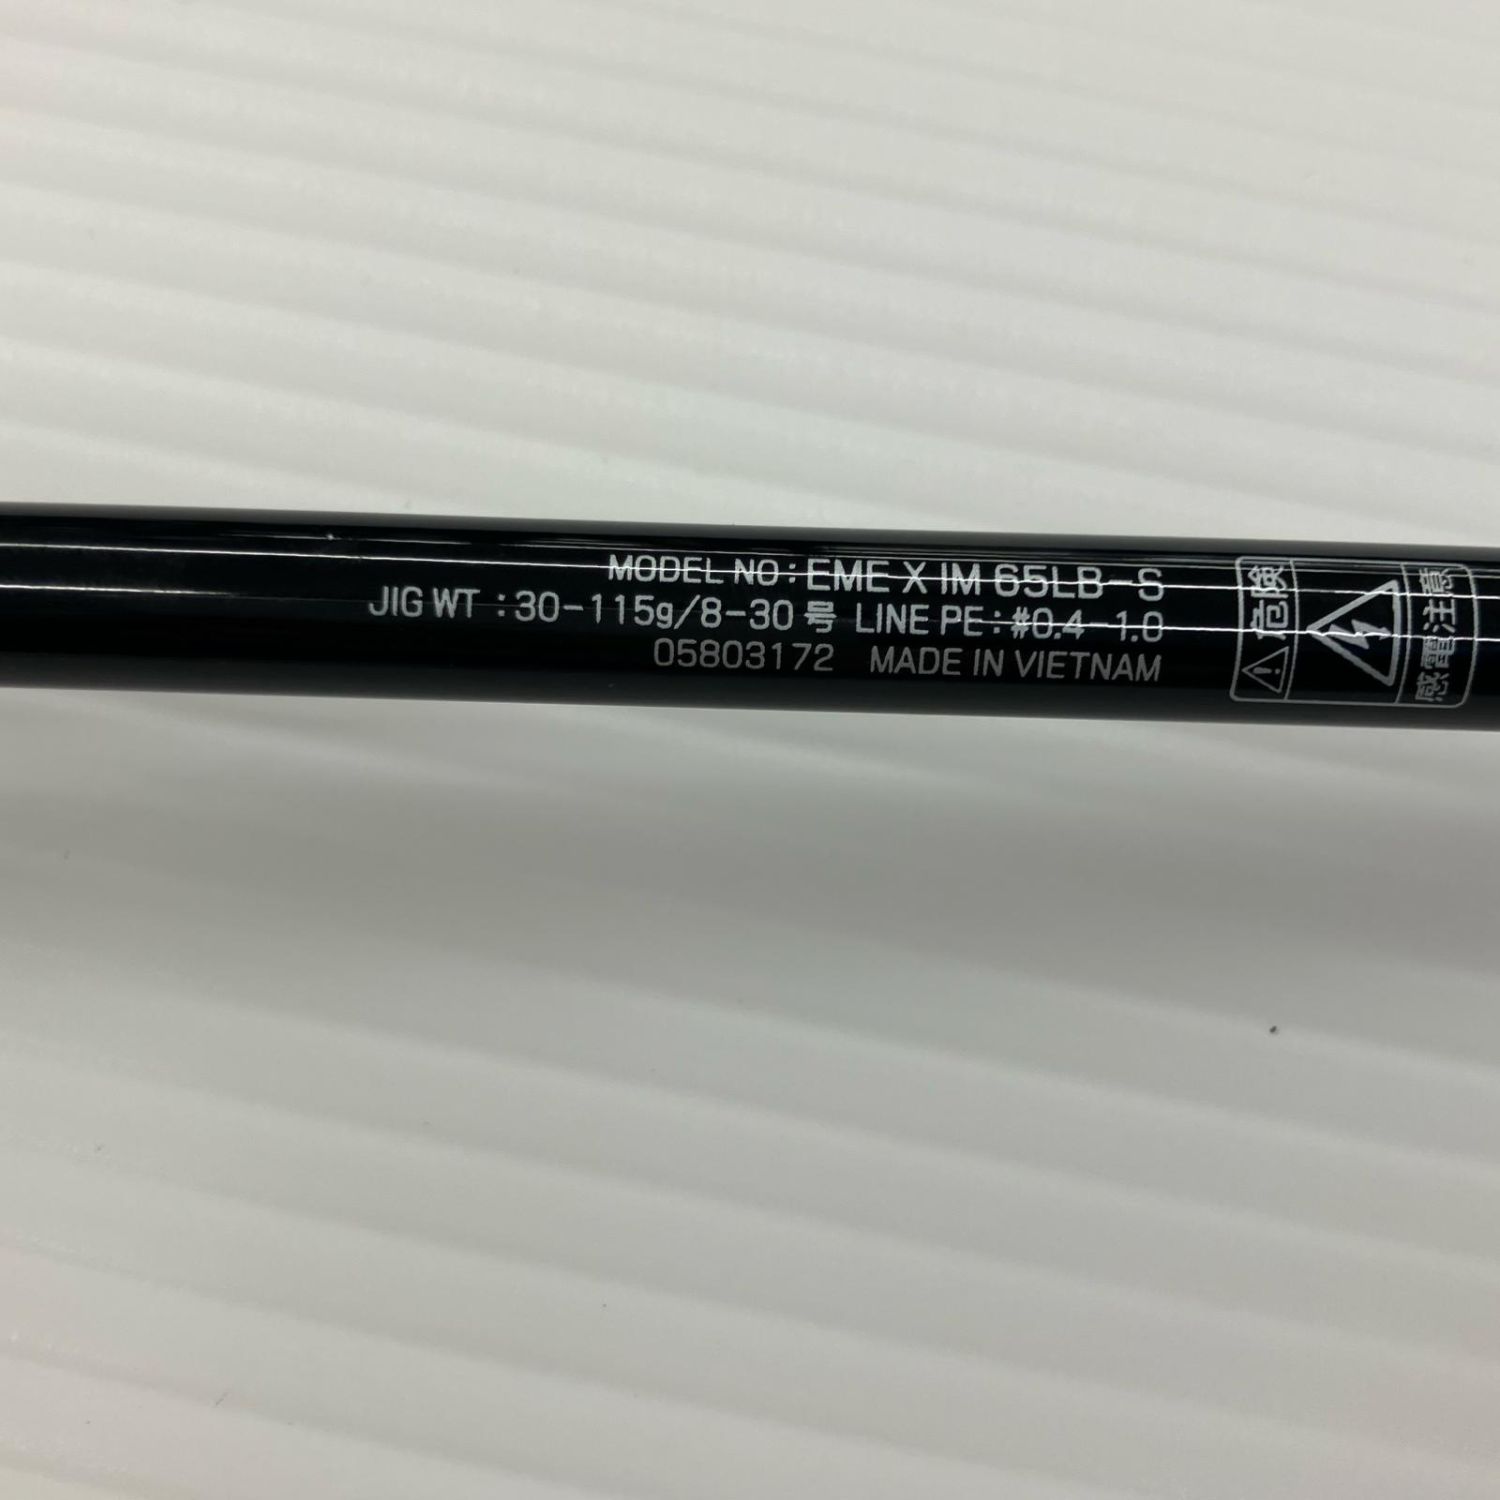 MODEL NO : EME X IM 65LB-S
JIG WT : 30-115g/8-30号 LINE PE : #0.4-1.0
05803172 MADE IN VIETNAM
危険
感電注意